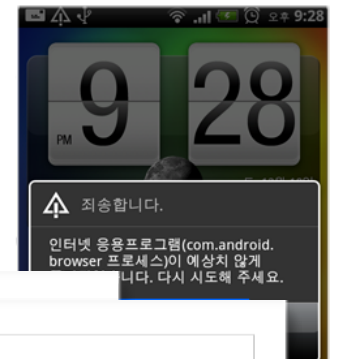 오후 9:28
9 28
PM
죄송합니다.
인터넷 응용프로그램(com.android.
browser 프로세스)이 예상치 않게
니다. 다시 시도해 주세요.